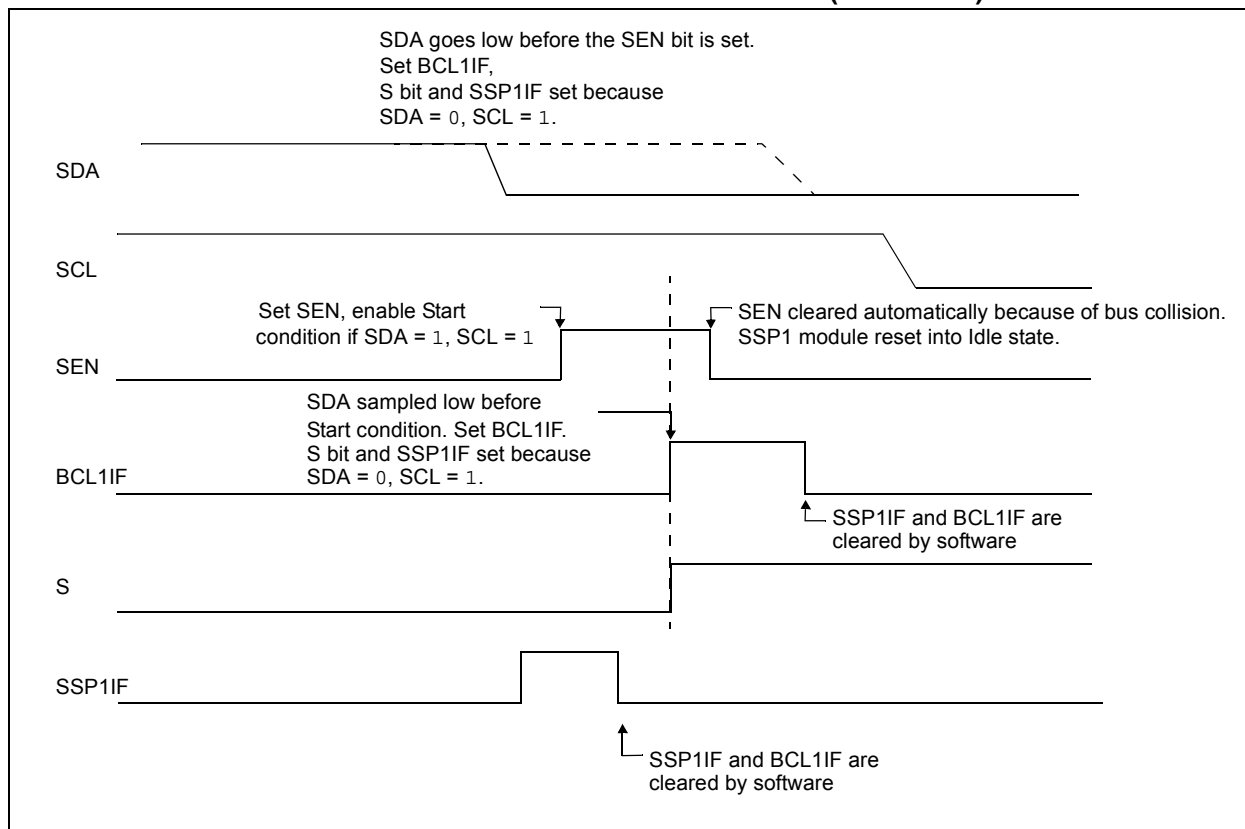 SDA goes low before the SEN bit is set.
Set BCL1IF,
S bit and SSP1IF set because
SDA = 0, SCL = 1.
SDA
SCL
Set SEN, enable Start
condition if SDA = 1, SCL = 1
SEN cleared automatically because of bus collision.
SSP1 module reset into Idle state.
SEN
SDA sampled low before
Start condition. Set BCL1IF.
S bit and SSP1IF set because
SDA = 0, SCL = 1.
BCL1IF
SSP1IF and BCL1IF are
cleared by software
S
SSP1IF
SSP1IF and BCL1IF are
cleared by software